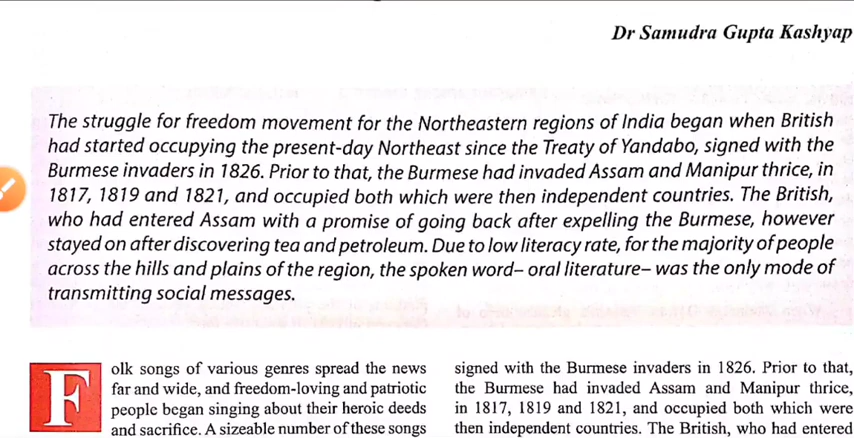 Dr Samudra Gupta Kashyap
The struggle for freedom movement for the Northeastern regions of India began when British
had started occupying the present-day Northeast since the Treaty of Yandabo, signed with the
Burmese invaders in 1826. Prior to that, the Burmese had invaded Assam and Manipur thrice, in
1817, 1819 and 1821, and occupied both which were then independent countries. The British,
who had entered Assam with a promise of going back after expelling the Burmese, however
stayed on after discovering tea and petroleum. Due to low literacy rate, for the majority of people
across the hills and plains of the region, the spoken word– oral literature– was the only mode of
transmitting social messages.
Folk songs of various genres spread the news
far and wide, and freedom-loving and patriotic
people began singing about their heroic deeds
and sacrifice. A sizeable number of these songs
signed with the Burmese invaders in 1826. Prior to that,
the Burmese had invaded Assam and Manipur thrice,
in 1817, 1819 and 1821, and occupied both which were
then independent countries. The British, who had entered